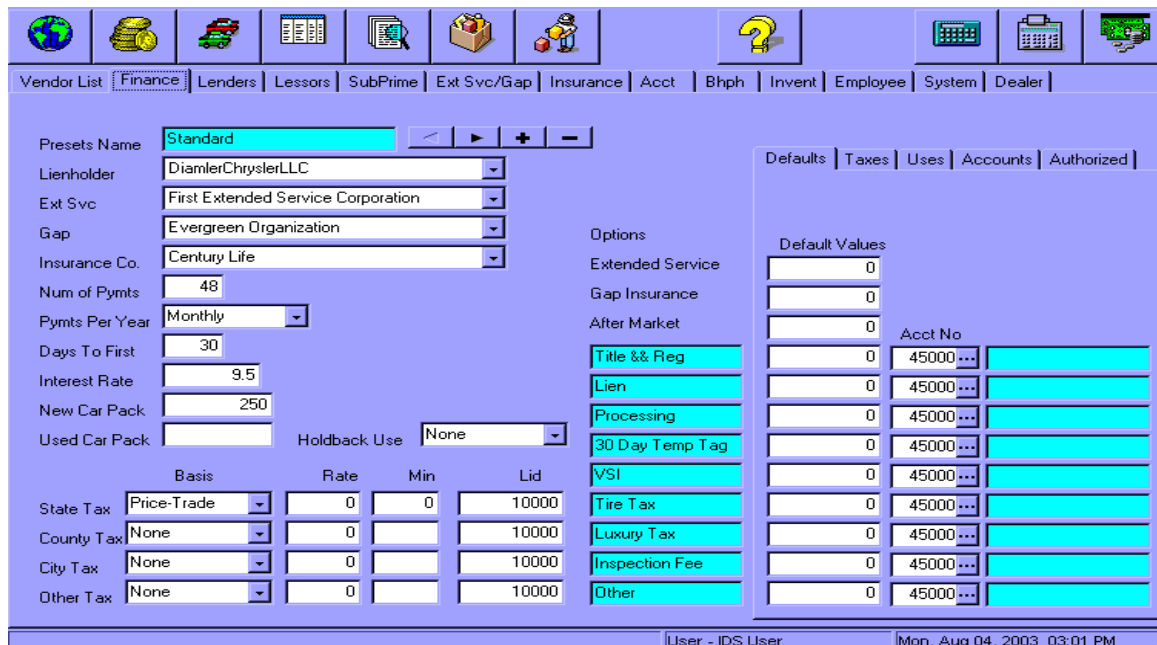 Vendor List Finance Lenders Lessors SubPrime Ext Svc/Gap Insurance Acct Bhph Invent Employee System Dealer
Presets Name Standard
Lienholder DiamlerChryslerLLC
Ext Svc First Extended Service Corporation
Gap Evergreen Organization
Insurance Co. Century Life
Num of Pymts 48
Pymts Per Year Monthly
Days To First 30
Interest Rate 9.5
New Car Pack 250
Used Car Pack Holdback Use None
Basis Rate Min Lid
State Tax Price-Trade 0 0 10000
County Tax None 0 10000
City Tax None 0 10000
Other Tax None 0 10000
Defaults Taxes Uses Accounts Authorized
Options Default Values
Extended Service 0
Gap Insurance 0
After Market 0 Acct No
Title && Reg 0 45000 ...
Lien 0 45000 ...
Processing 0 45000 ...
30 Day Temp Tag 0 45000 ...
VSI 0 45000 ...
Tire Tax 0 45000 ...
Luxury Tax 0 45000 ...
Inspection Fee 0 45000 ...
Other 0 45000 ...
User - IDS User Mon, Aug 04, 2003 03:01 PM